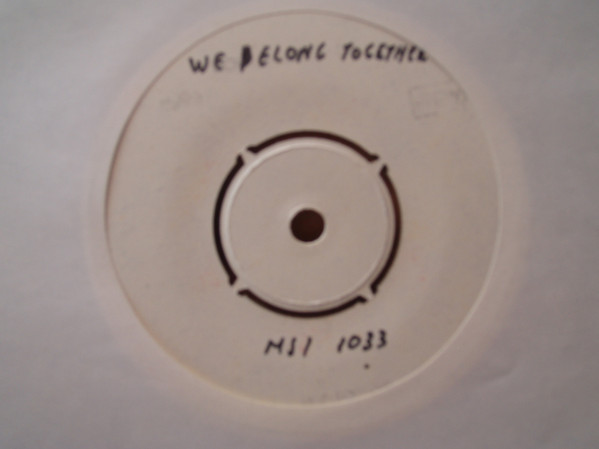 WE BELONG TOGETHER
MSI 1033